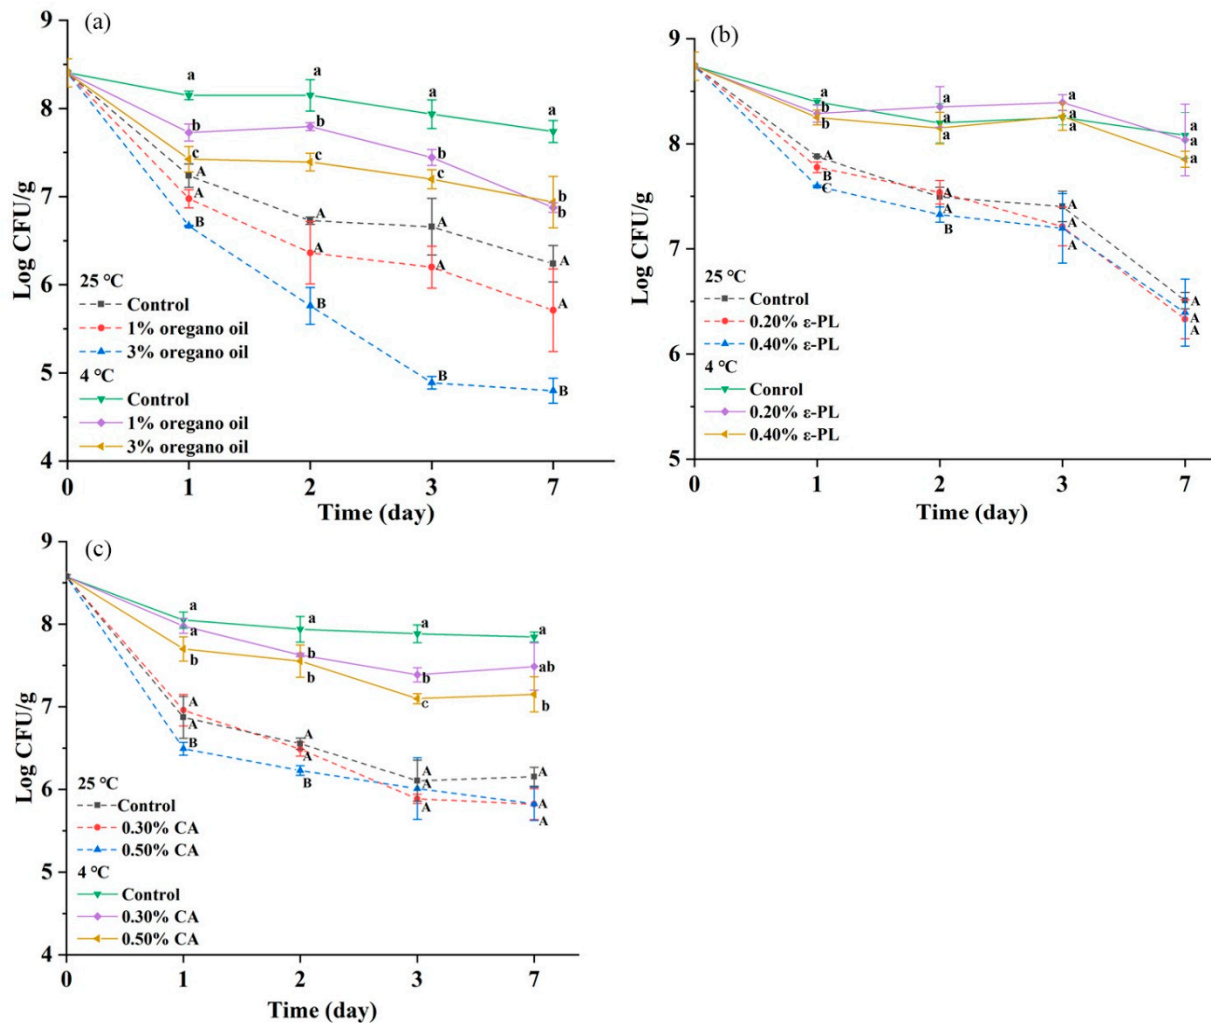 (a)
9
8
7
6
5
4
Log CFU/g
a
a
a
a
b
b
b
b
c
c
c
b
A
A
A
A
A
A
A
A
B
B
B
B
25 °C
Control
1% oregano oil
3% oregano oil
4 °C
Control
1% oregano oil
3% oregano oil
0 1 2 3 7
Time (day)
(b)
9
8
7
6
5
Log CFU/g
a
b
b
a
a
a
a
a
a
a
a
a
A
B
C
A
A
B
A
A
A
A
A
A
25 °C
Control
0.20% ε-PL
0.40% ε-PL
4 °C
Conrol
0.20% ε-PL
0.40% ε-PL
0 1 2 3 7
Time (day)
(c)
9
8
7
6
5
4
Log CFU/g
a
a
b
a
b
b
a
b
c
a
ab
b
A
A
B
A
A
B
A
A
A
A
A
A
25 °C
Control
0.30% CA
0.50% CA
4 °C
Control
0.30% CA
0.50% CA
0 1 2 3 7
Time (day)